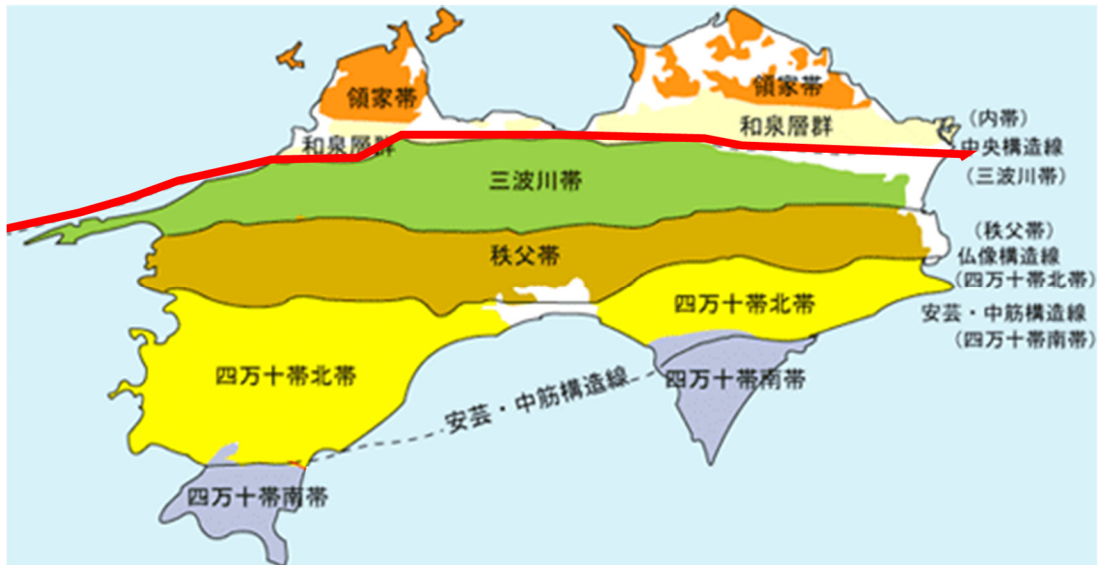 領家帯
領家帯
和泉層群
(内帯)
和泉層群
中央構造線
三波川帯
(三波川帯)
(秩父帯)
秩父帯
仏像構造線
(四万十帯北帯)
四万十帯北帯
安芸・中筋構造線
(四万十帯南帯)
四万十帯北帯
四万十帯南帯
安芸・中筋構造線
四万十帯南帯